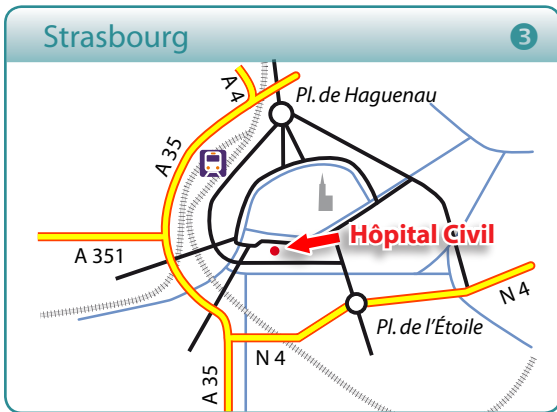 Strasbourg
3
A 4
Pl. de Haguenau
A 35
Hôpital Civil
A 351
N 4
Pl. de l'Étoile
N 4
A 35